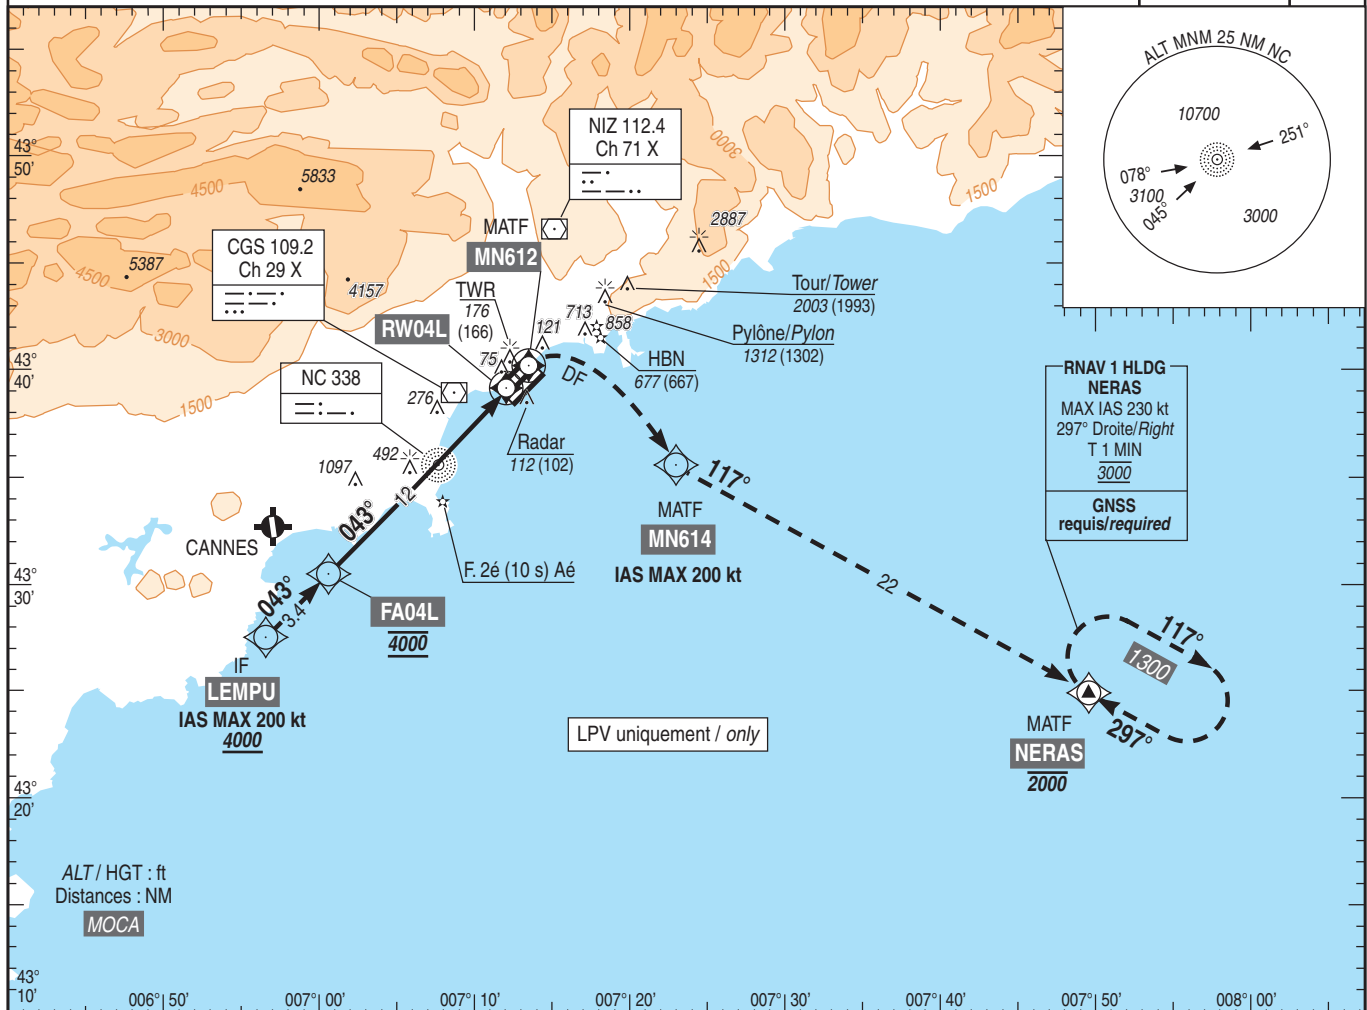 ALT MNM 25 NM NC
10700
251°
078°
3100
045°
3000
NIZ 112.4
Ch 71 X
3000
1500
43°
50'
5833
4500
2887
MATF
MN612
CGS 109.2
Ch 29 X
5387
4500
4157
1500
TWR
176
(166)
Tour/Tower
2003 (1993)
RW04L
121
713
858
Pylône/Pylon
1312 (1302)
3000
75
HBN
677 (667)
43°
40'
DF
NC 338
276
1500
RNAV 1 HLDG
NERAS
MAX IAS 230 kt
297° Droite/Right
T 1 MIN
3000
GNSS
requis/required
Radar
112 (102)
492
1097
117°
12
043°
MATF
MN614
IAS MAX 200 kt
CANNES
F. 2é (10 s) Aé
22
43°
30'
043°
3.4
FA04L
4000
117°
1300
IF
LEMPU
IAS MAX 200 kt
4000
297°
MATF
NERAS
2000
LPV uniquement / only
43°
20'
ALT / HGT : ft
Distances : NM
MOCA
43°
10'
006°50'
007°00'
007°10'
007°20'
007°30'
007°40'
007°50'
008°00'